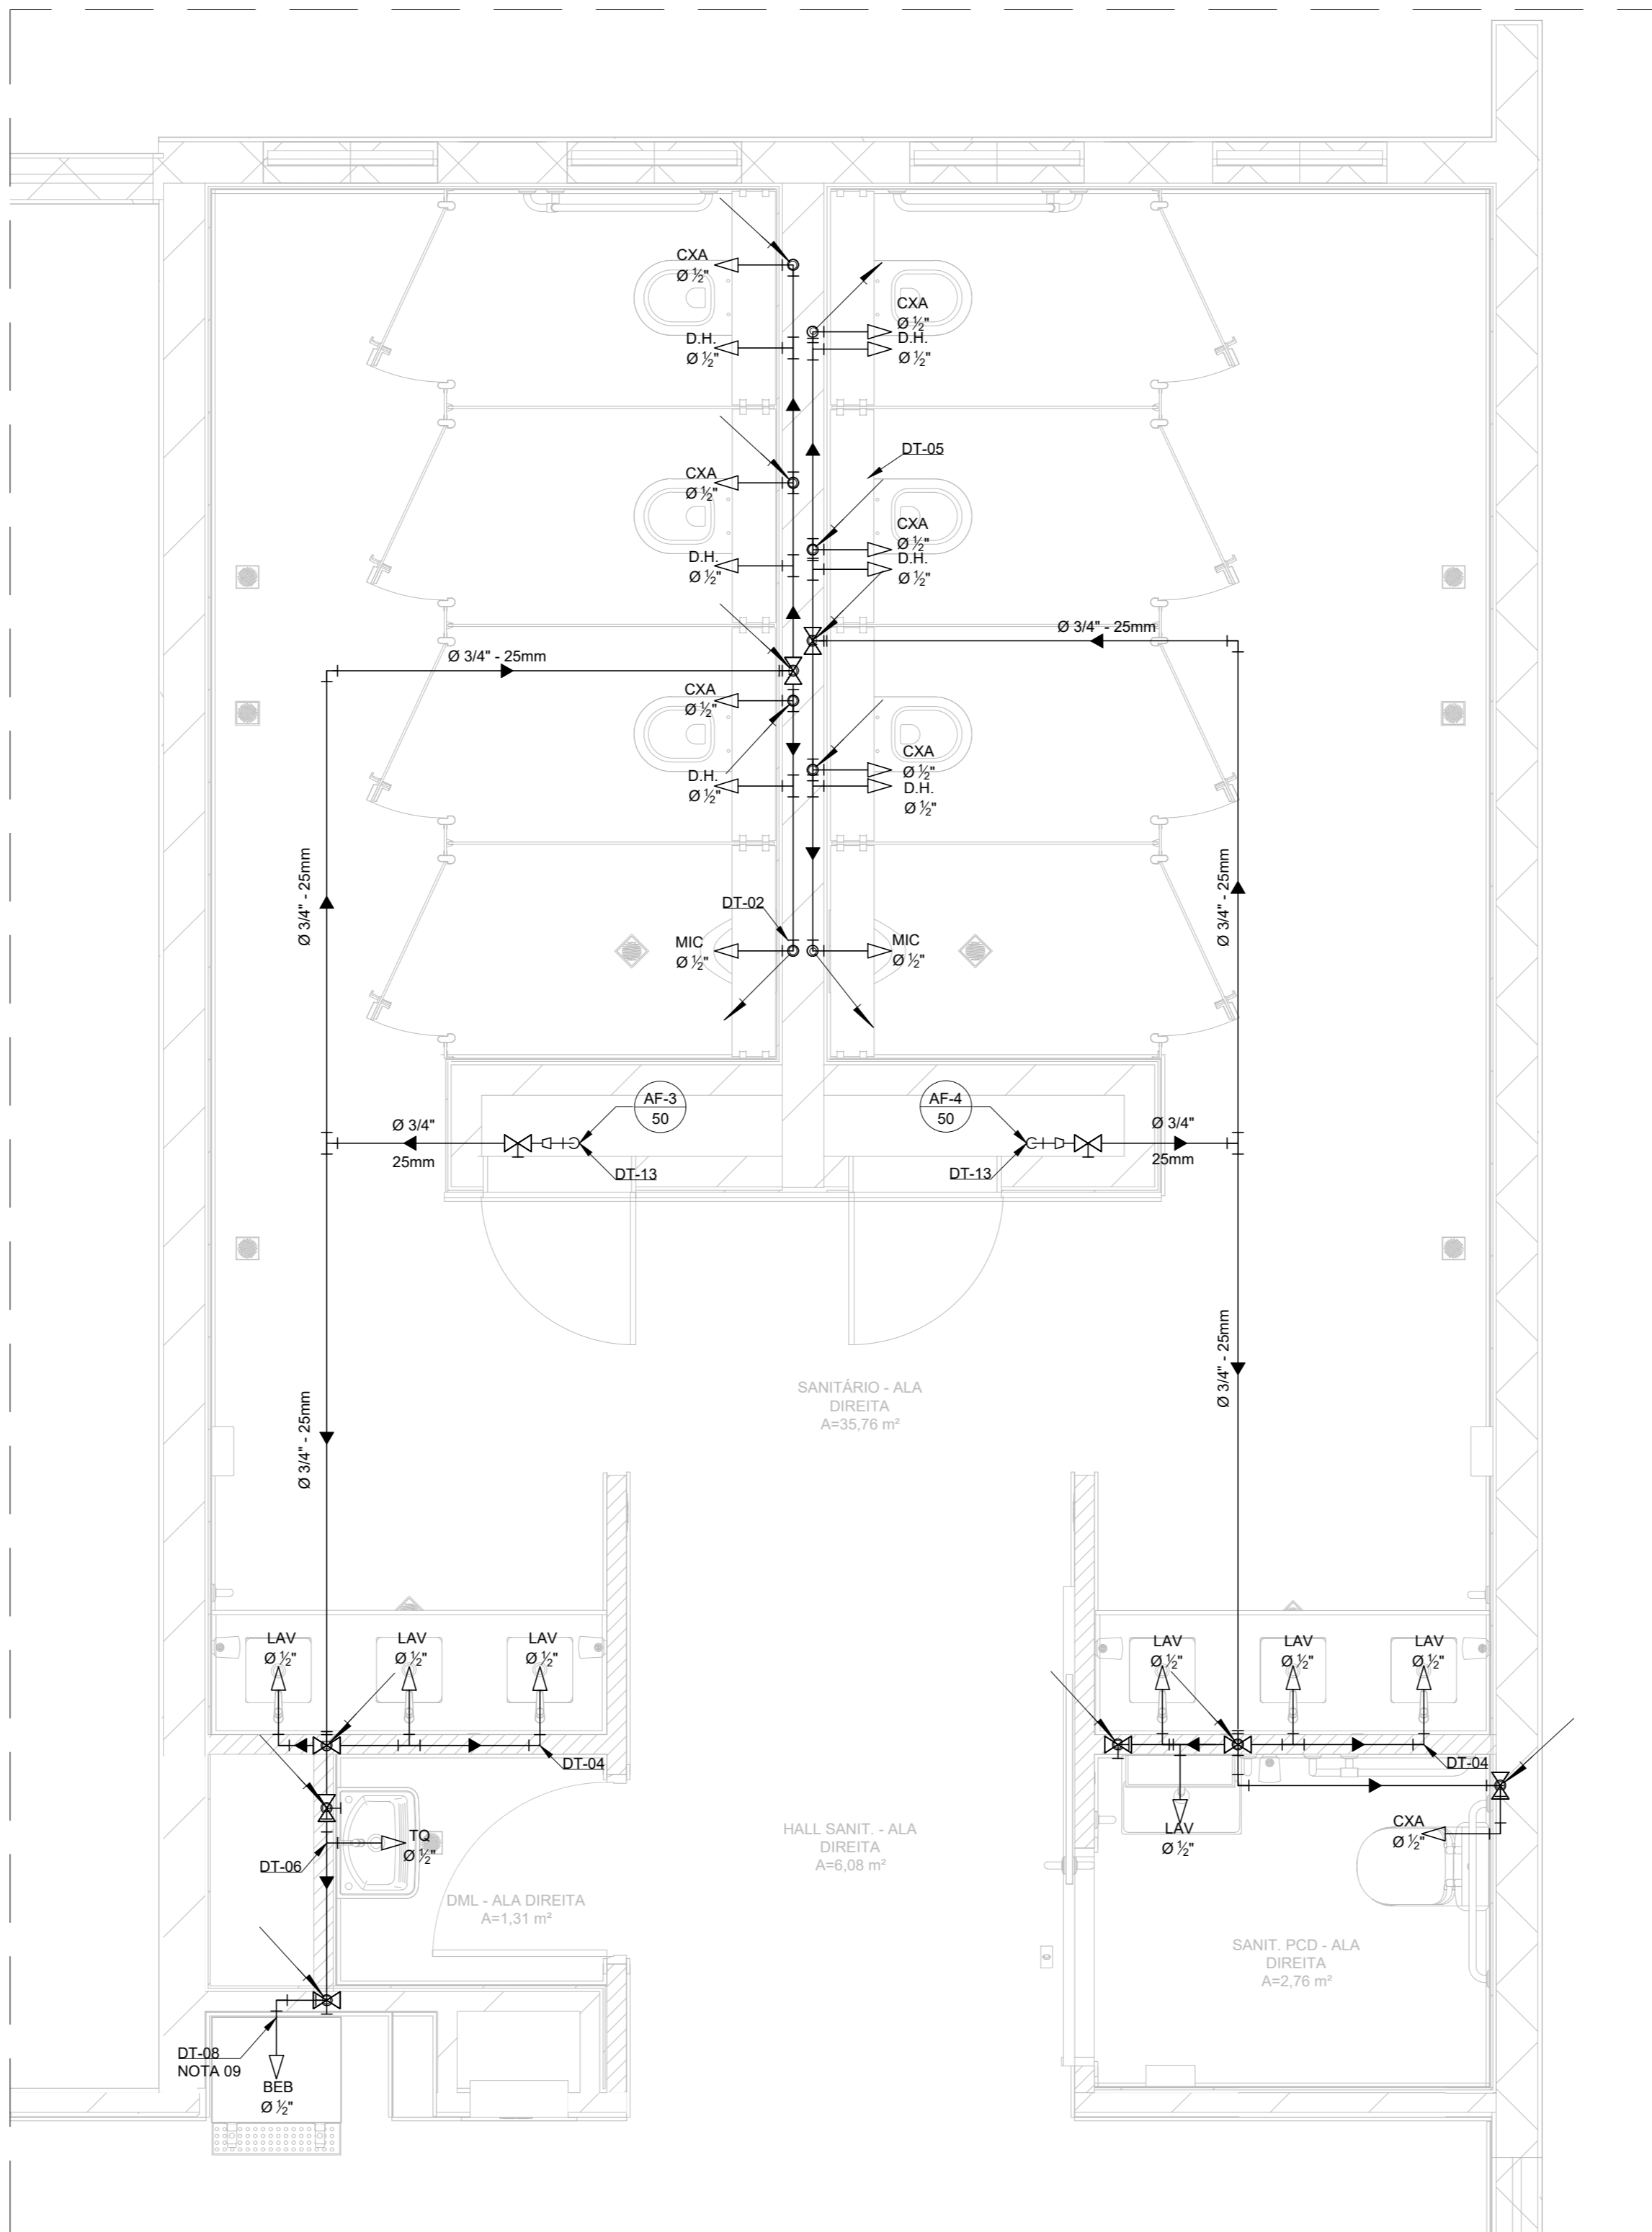 CXA
Ø ½"
CXA
Ø ½"
D.H.
Ø ½"
D.H.
Ø ½"
DT-05
CXA
Ø ½"
CXA
Ø ½"
D.H.
Ø ½"
D.H.
Ø ½"
Ø 3/4" - 25mm
Ø 3/4" - 25mm
CXA
Ø ½"
CXA
Ø ½"
D.H.
Ø ½"
D.H.
Ø ½"
Ø 3/4" - 25mm
Ø 3/4" - 25mm
DT-02
MIC
Ø ½"
MIC
Ø ½"
AF-3
50
AF-4
50
Ø 3/4"
25mm
Ø 3/4"
25mm
DT-13
DT-13
SANITÁRIO - ALA
DIREITA
A=35,76 m²
Ø 3/4" - 25mm
Ø 3/4" - 25mm
LAV
Ø ½"
LAV
Ø ½"
LAV
Ø ½"
LAV
Ø ½"
LAV
Ø ½"
LAV
Ø ½"
DT-04
DT-04
TQ
Ø ½"
DT-06
LAV
Ø ½"
CXA
Ø ½"
HALL SANIT. - ALA
DIREITA
A=6,08 m²
DML - ALA DIREITA
A=1,31 m²
SANIT. PCD - ALA
DIREITA
A=2,76 m²
DT-08
NOTA 09
BEB
Ø ½"